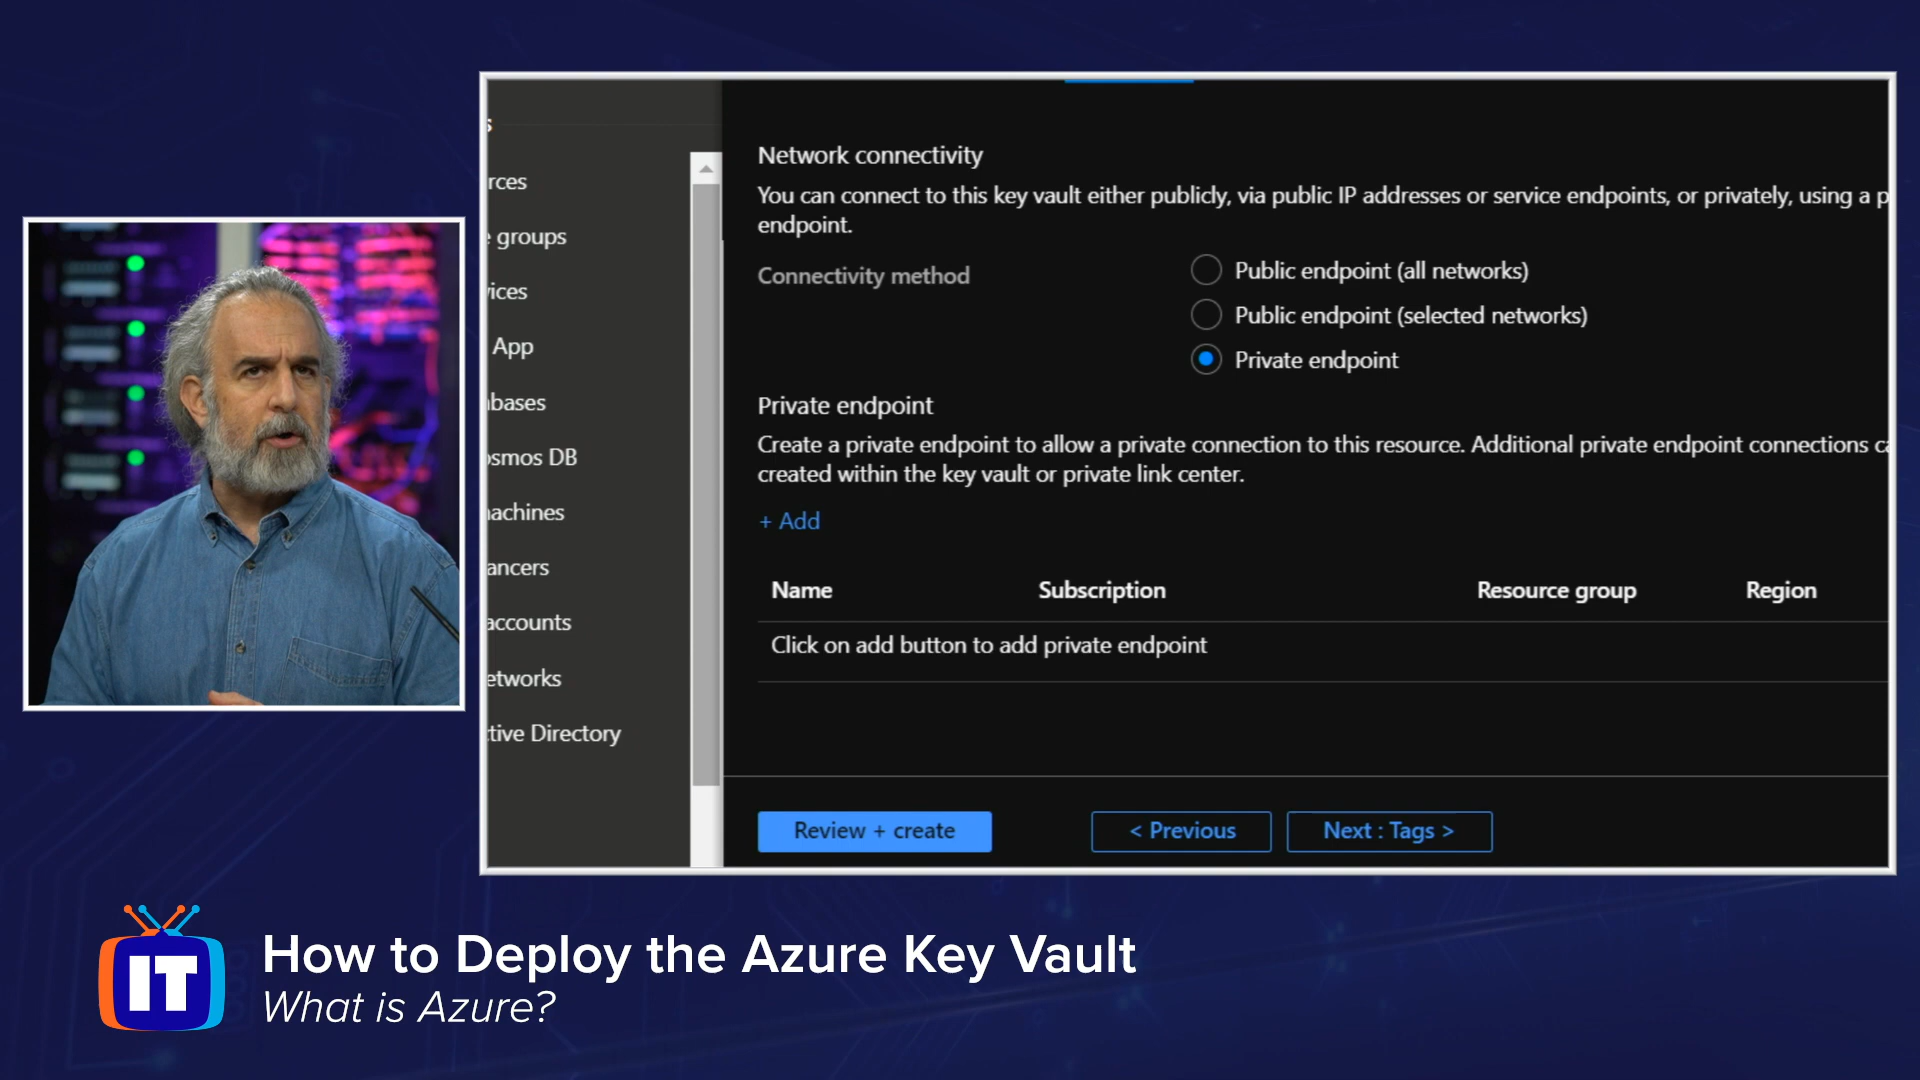 s
rces
groups
ices
App
bases
osmos DB
achines
ancers
accounts
etworks
tive Directory
Network connectivity
You can connect to this key vault either publicly, via public IP addresses or service endpoints, or privately, using a p
endpoint.
Connectivity method
Public endpoint (all networks)
Public endpoint (selected networks)
Private endpoint
Private endpoint
Create a private endpoint to allow a private connection to this resource. Additional private endpoint connections ca
created within the key vault or private link center.
+ Add
Name Subscription Resource group Region
Click on add button to add private endpoint
Review + create < Previous Next : Tags >
IT
How to Deploy the Azure Key Vault
What is Azure?